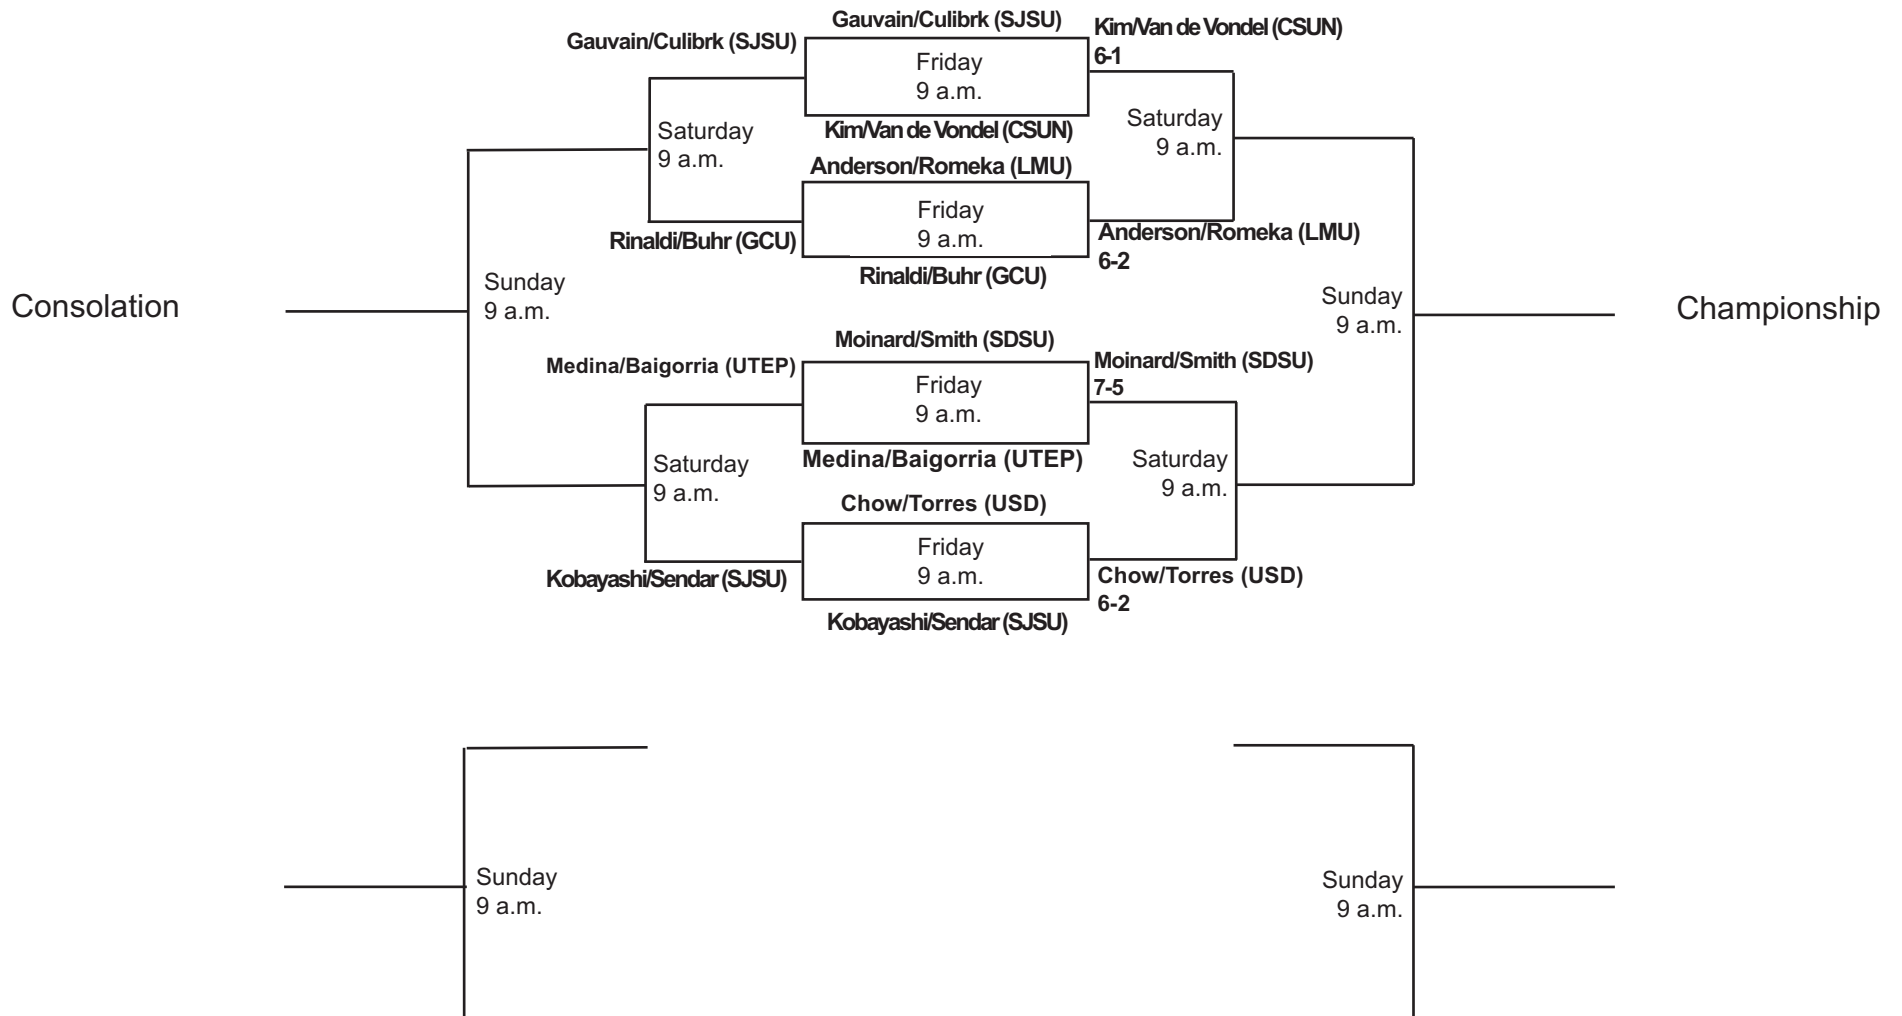 Gauvain/Culibrk (SJSU)
Gauvain/Culibrk (SJSU)
Kim/Van de Vondel (CSUN)
6-1
Friday
9 a.m.
Kim/Van de Vondel (CSUN)
Saturday
9 a.m.
Saturday
9 a.m.
Anderson/Romeka (LMU)
Friday
9 a.m.
Rinaldi/Buhr (GCU)
Anderson/Romeka (LMU)
6-2
Rinaldi/Buhr (GCU)
Sunday
9 a.m.
Sunday
9 a.m.
Consolation
Championship
Moinard/Smith (SDSU)
Medina/Baigorria (UTEP)
Moinard/Smith (SDSU)
7-5
Friday
9 a.m.
Medina/Baigorria (UTEP)
Saturday
9 a.m.
Saturday
9 a.m.
Chow/Torres (USD)
Friday
9 a.m.
Kobayashi/Sendar (SJSU)
Chow/Torres (USD)
6-2
Kobayashi/Sendar (SJSU)
Sunday
9 a.m.
Sunday
9 a.m.